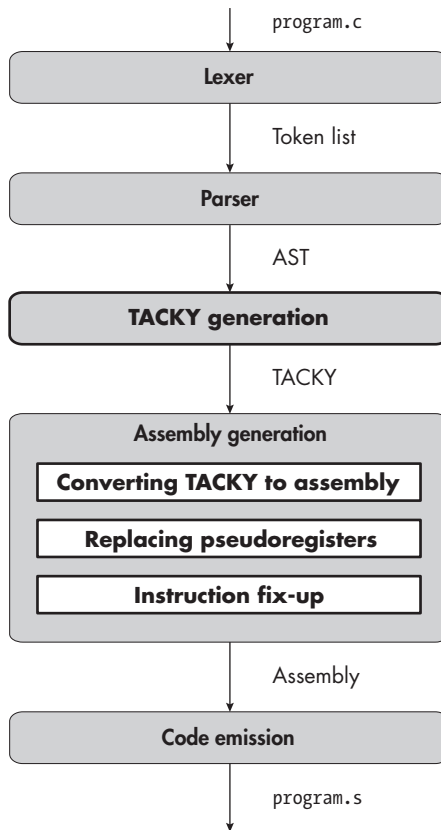 program.c
Lexer
Token list
Parser
AST
TACKY generation
TACKY
Assembly generation
Converting TACKY to assembly
Replacing pseudoregisters
Instruction fix-up
Assembly
Code emission
program.s